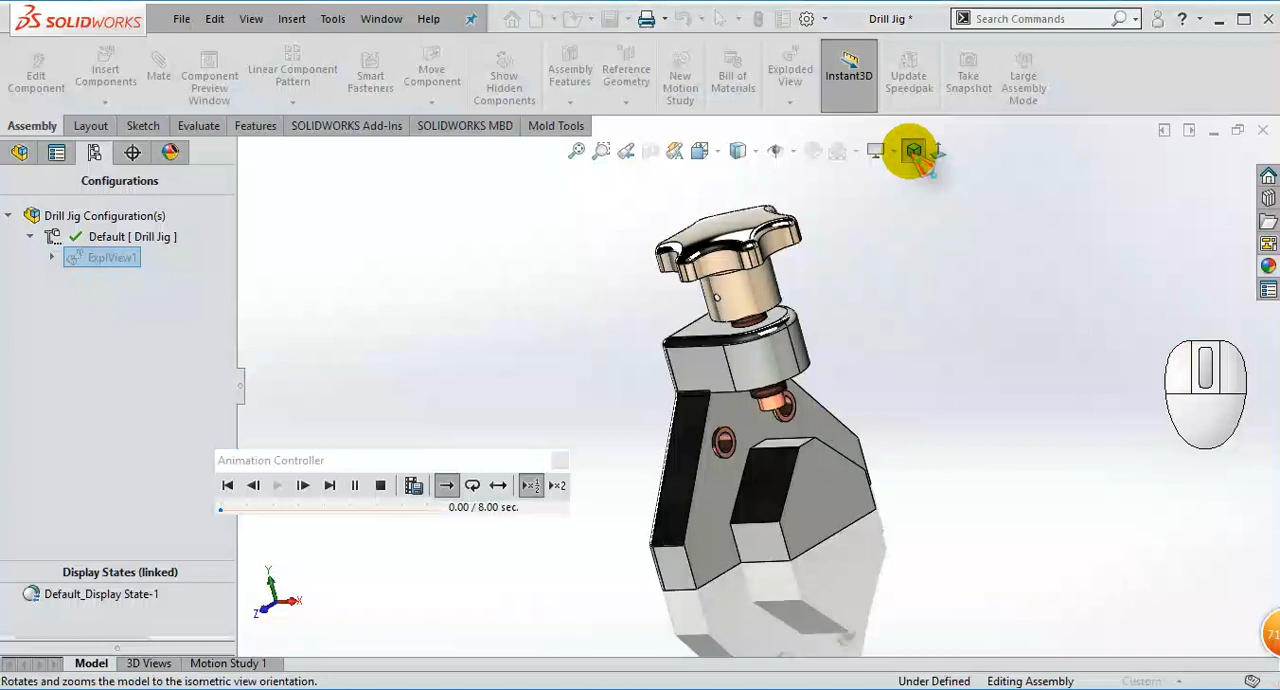 SOLIDWORKS File Edit View Insert Tools Window Help Drill Jig * Search Commands ?
Edit Component
Insert Components
Mate
Component Preview Window
Linear Component Pattern
Smart Fasteners
Move Component
Show Hidden Components
Assembly Features
Reference Geometry
New Motion Study
Bill of Materials
Exploded View
Instant3D
Update Speedpak
Take Snapshot
Large Assembly Mode
Assembly Layout Sketch Evaluate Features SOLIDWORKS Add-Ins SOLIDWORKS MBD Mold Tools
Configurations
Drill Jig Configuration(s)
Default [ Drill Jig ]
ExplView1
Animation Controller
0.00 / 8.00 sec.
Display States (linked)
Default_Display State-1
Y
X
Z
71
Model 3D Views Motion Study 1
Rotates and zooms the model to the isometric view orientation. Under Defined Editing Assembly Custom